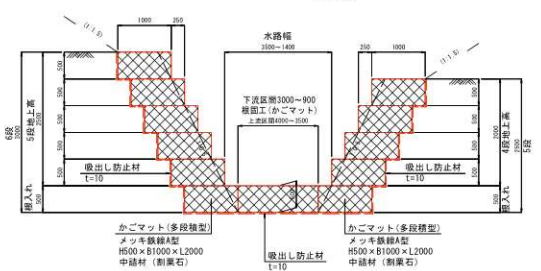 1000 250
水路幅
3500~1400
250 1000
(1:1.5)
(1:1.5)
500
500
500
500
500
500
6段
3000
5段地上高
2500
根入れ
下流区間3000~900
根固工(かごマット)
上流区間4000~3500
500
500
500
500
500
4段地上高
2000
5段
2500
根入れ
吸出し防止材
t=10
吸出し防止材
t=10
かごマット(多段積型)
メッキ鉄線A型
H500×B1000×L2000
中詰材(割栗石)
吸出し防止材
t=10
かごマット(多段積型)
メッキ鉄線A型
H500×B1000×L2000
中詰材(割栗石)